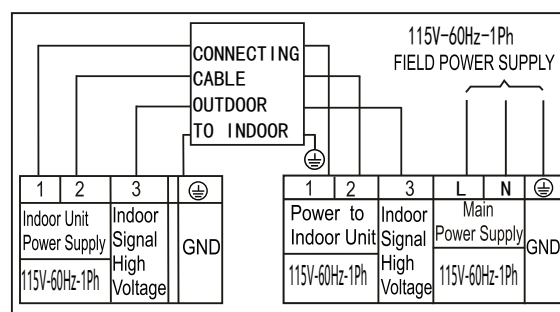 115V-60Hz-1Ph
FIELD POWER SUPPLY
CONNECTING
CABLE
OUTDOOR
TO INDOOR
1 2 3
Indoor Unit
Power Supply
115V-60Hz-1Ph
Indoor
Signal
High
Voltage
GND
1 2 3 L N
Power to
Indoor Unit
115V-60Hz-1Ph
Indoor
Signal
High
Voltage
Main
Power Supply
115V-60Hz-1Ph
GND